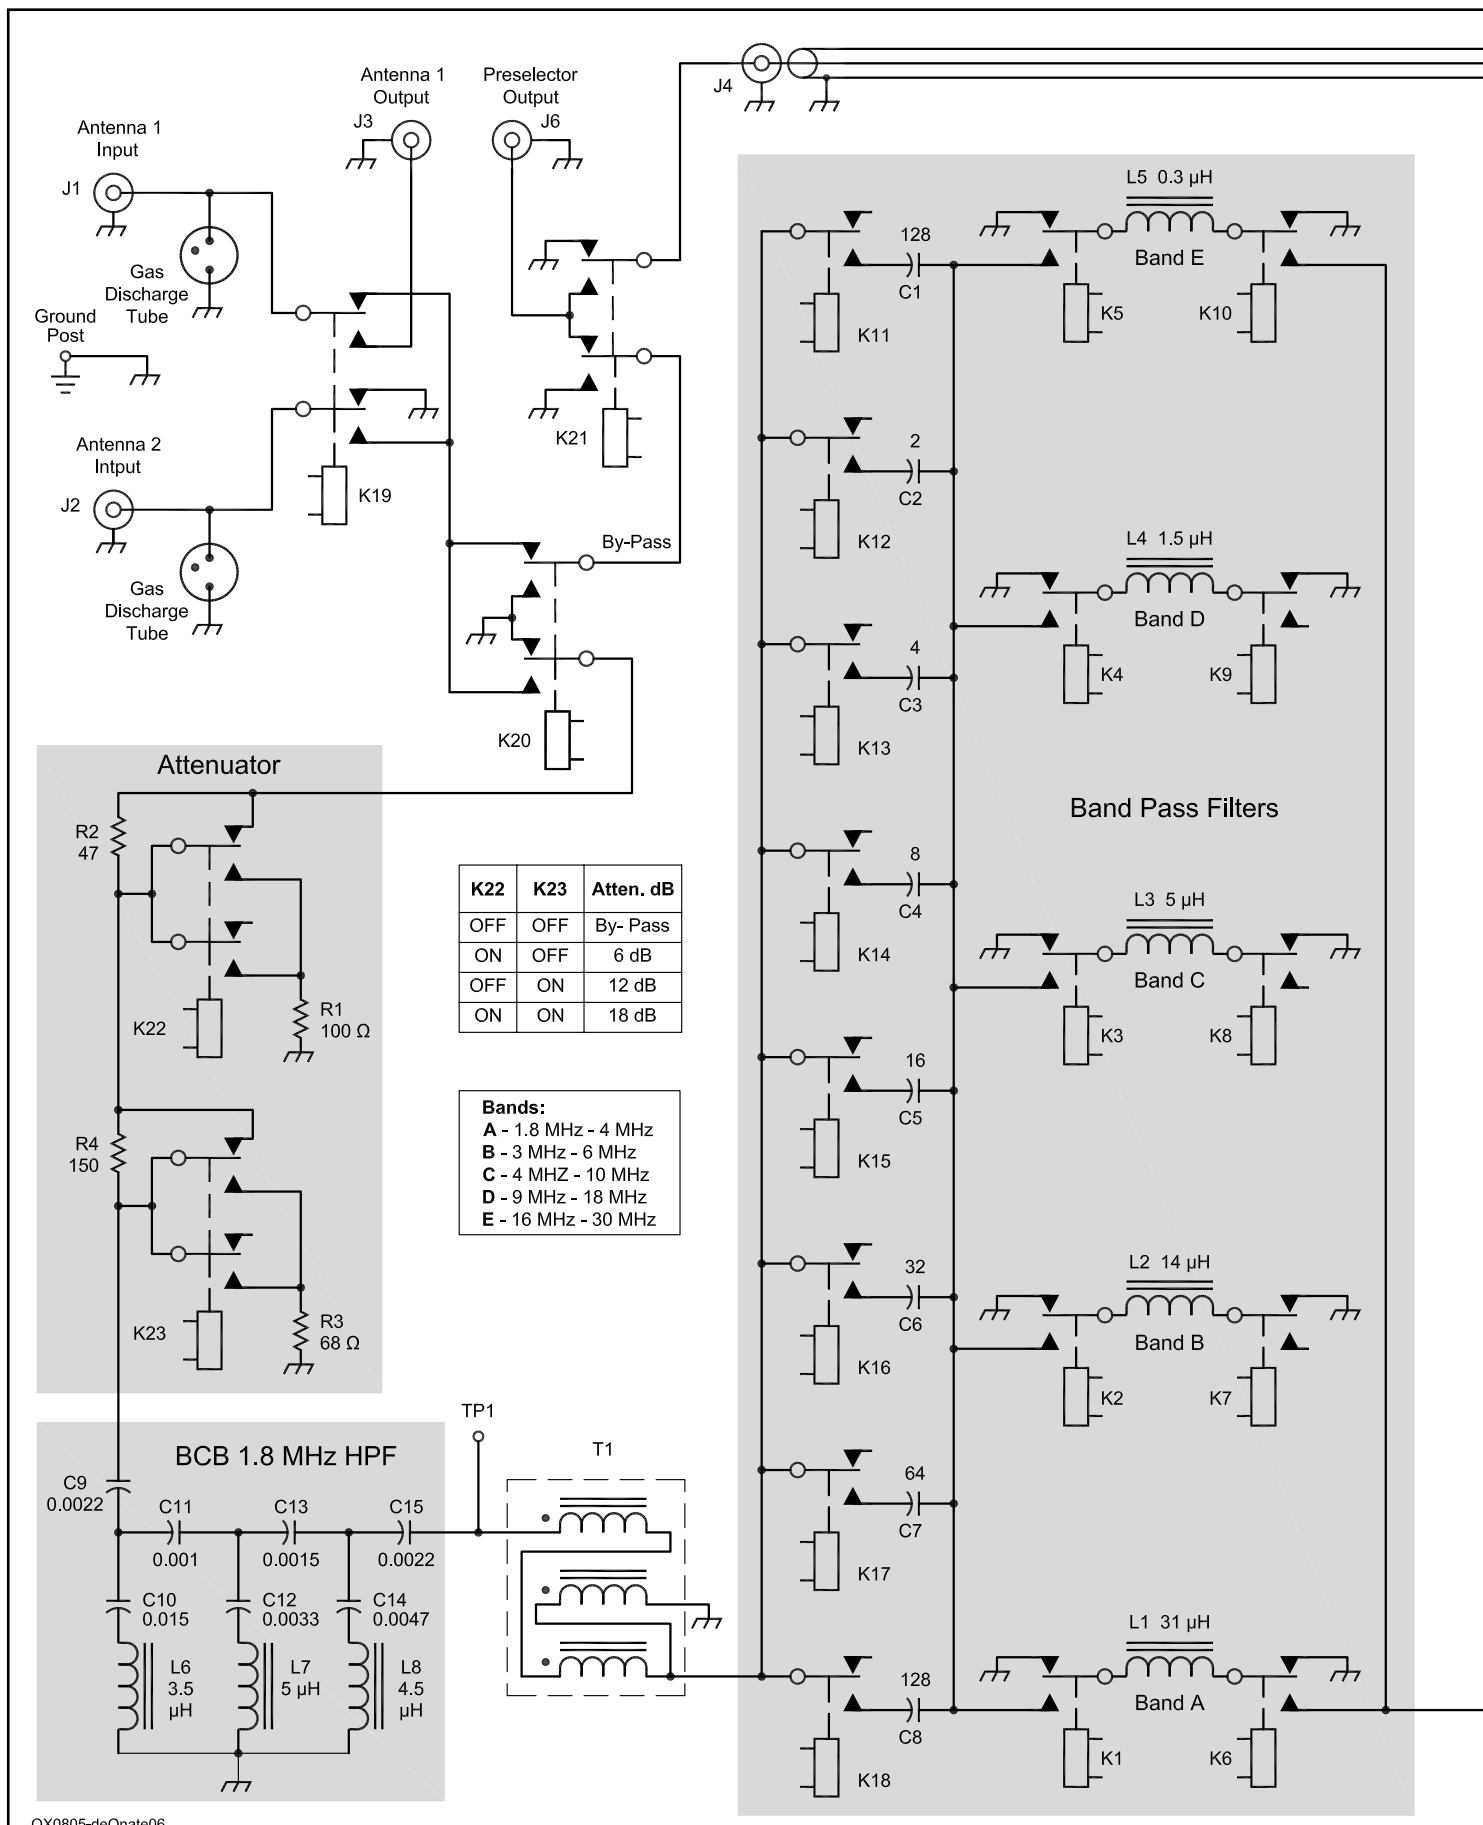 Antenna 1
Output
J3
Preselector
Output
J6
J4
Antenna 1
Input
J1
Gas
Discharge
Tube
Ground
Post
Antenna 2
Intput
J2
Gas
Discharge
Tube
K19
K21
By-Pass
K20
Attenuator
R2
47
K22
R1
100 Ω
R4
150
K23
R3
68 Ω
K22 K23 Atten. dB
OFF OFF By- Pass
ON OFF 6 dB
OFF ON 12 dB
ON ON 18 dB
Bands:
A - 1.8 MHz - 4 MHz
B - 3 MHz - 6 MHz
C - 4 MHZ - 10 MHz
D - 9 MHz - 18 MHz
E - 16 MHz - 30 MHz
BCB 1.8 MHz HPF
C9
0.0022
C11
0.001
C13
0.0015
C15
0.0022
C10
0.015
C12
0.0033
C14
0.0047
L6
3.5
µH
L7
5 µH
L8
4.5
µH
TP1
T1
Band Pass Filters
128
C1
K11
2
C2
K12
4
C3
K13
8
C4
K14
16
C5
K15
32
C6
K16
64
C7
K17
128
C8
K18
L5 0.3 µH
Band E
K5
K10
L4 1.5 µH
Band D
K4
K9
L3 5 µH
Band C
K3
K8
L2 14 µH
Band B
K2
K7
L1 31 µH
Band A
K1
K6
QX0805-deOnate06